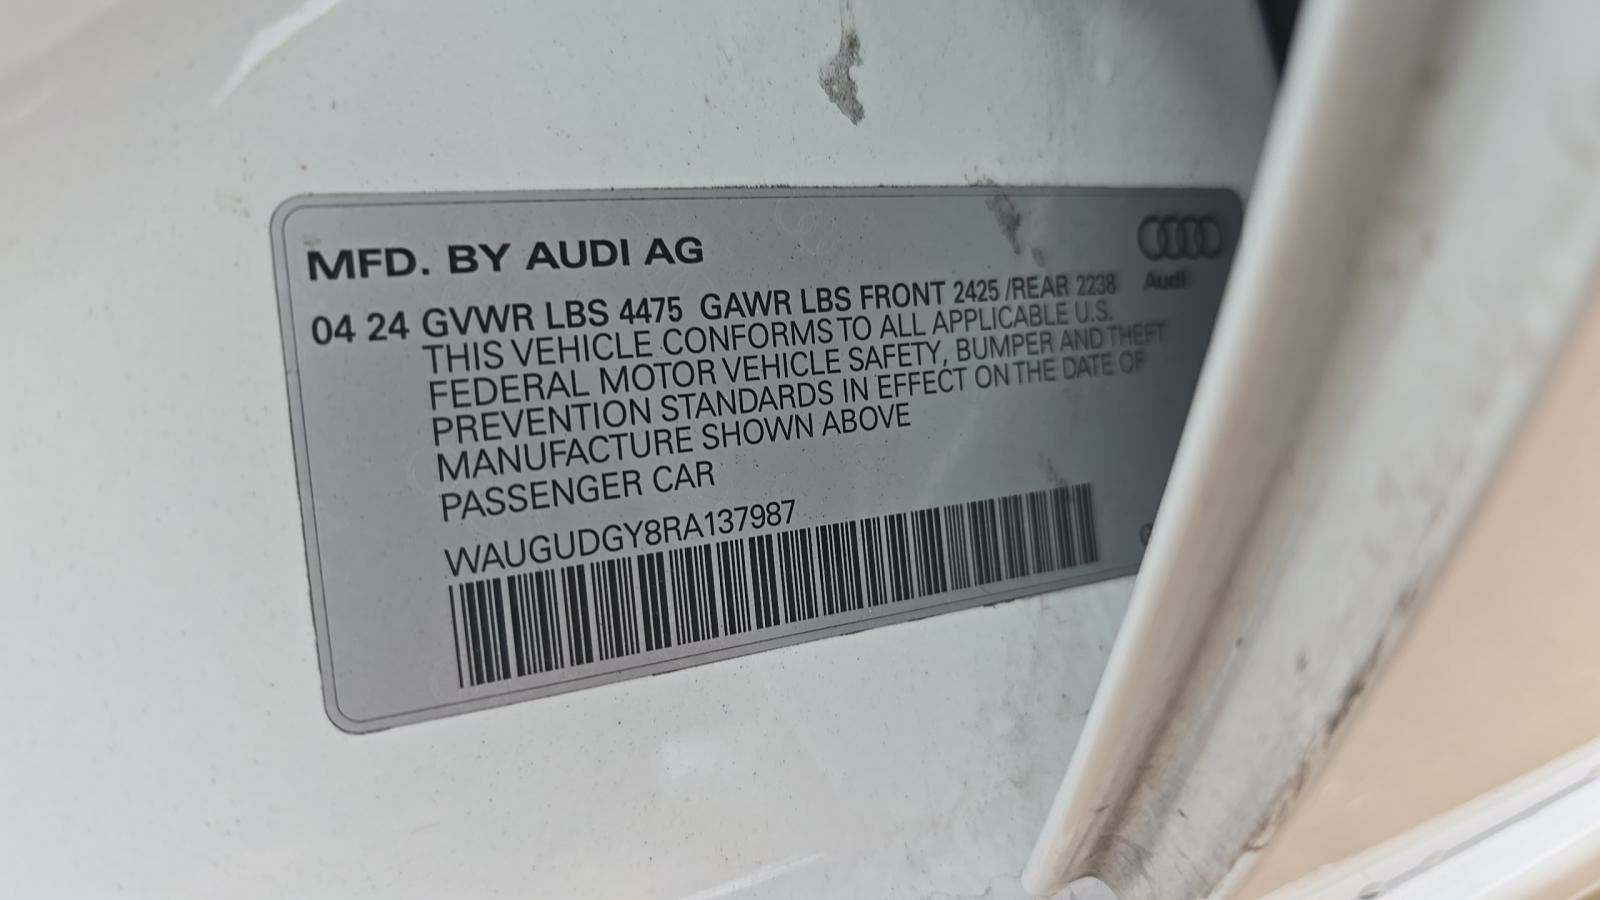 MFD. BY AUDI AG
Audi
04 24 GVWR LBS 4475 GAWR LBS FRONT 2425 /REAR 2238
THIS VEHICLE CONFORMS TO ALL APPLICABLE U.S.
FEDERAL MOTOR VEHICLE SAFETY, BUMPER AND THEFT
PREVENTION STANDARDS IN EFFECT ON THE DATE OF
MANUFACTURE SHOWN ABOVE
PASSENGER CAR
WAUGUDGY8RA137987